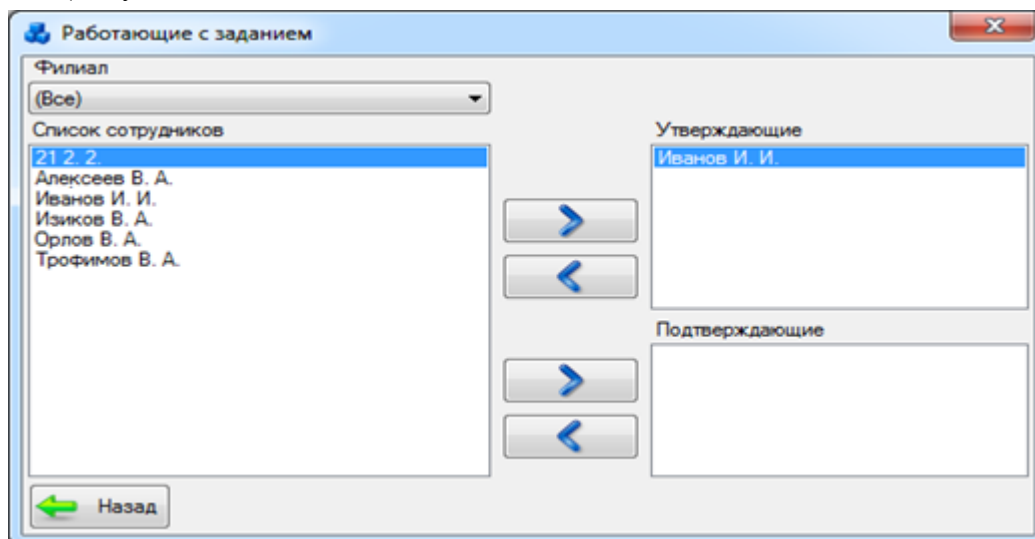 Работающие с заданием
Филиал
(Все)
Список сотрудников
21 2. 2.
Алексеев В. А.
Иванов И. И.
Изиков В. А.
Орлов В. А.
Трофимов В. А.
Утверждающие
Иванов И. И.
Подтверждающие
Назад